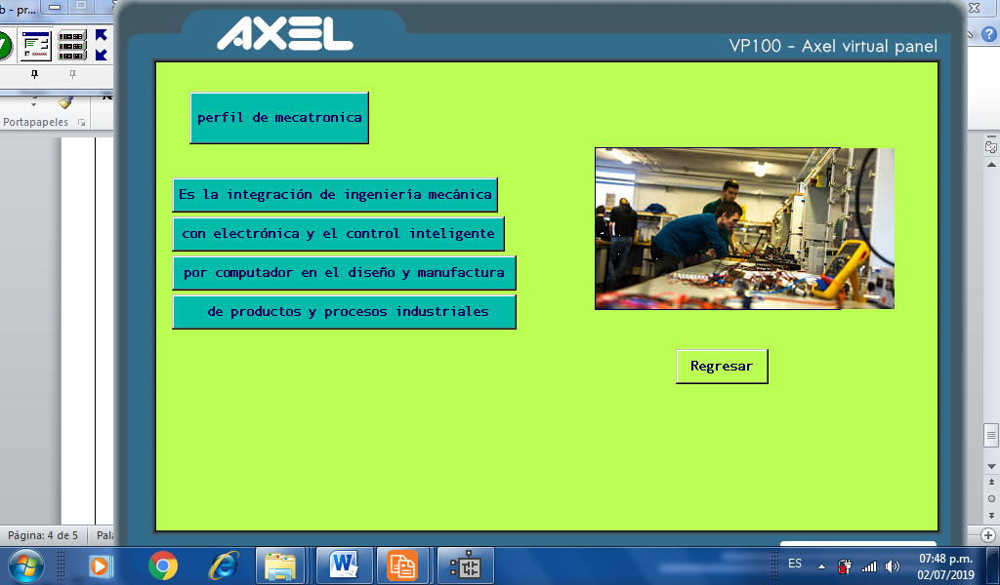 b - pr...
AXEL
VP100 - Axel virtual panel
Portapapeles
perfil de mecatronica
Es la integración de ingeniería mecánica
con electrónica y el control inteligente
por computador en el diseño y manufactura
de productos y procesos industriales
Regresar
Página: 4 de 5
Pala
ES
07:48 p.m.
02/07/2019